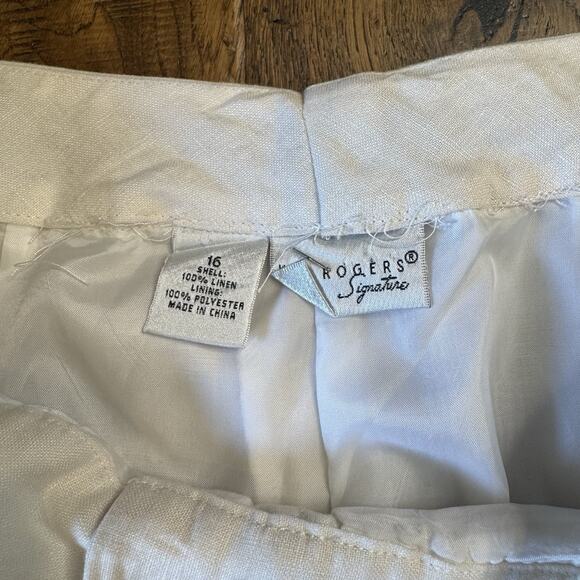 16
SHELL:
100% LINEN
LINING:
100% POLYESTER
MADE IN CHINA
ROGERS®
Signature